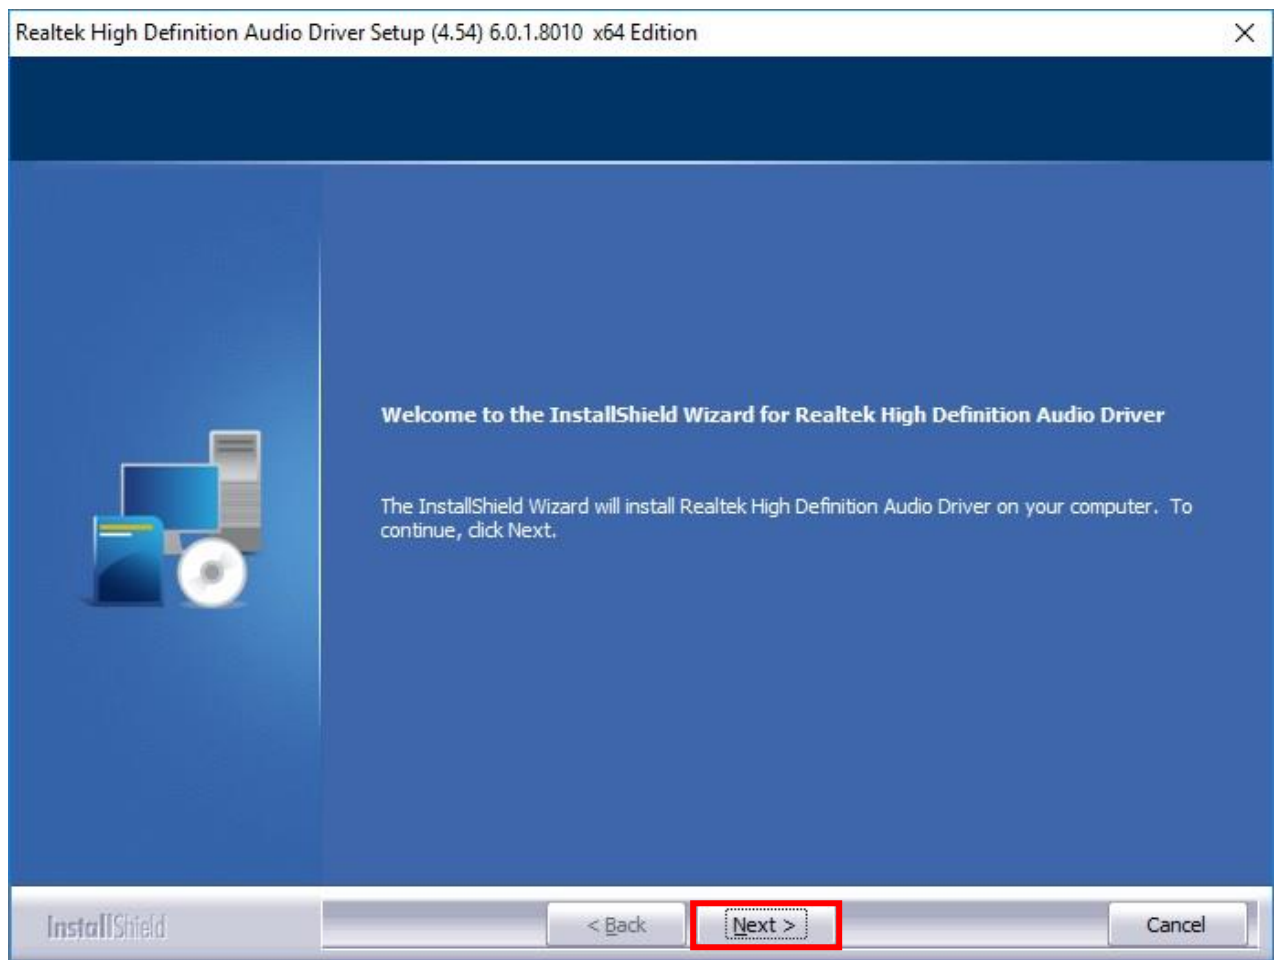 Realtek High Definition Audio Driver Setup (4.54) 6.0.1.8010 x64 Edition
Welcome to the InstallShield Wizard for Realtek High Definition Audio Driver
The InstallShield Wizard will install Realtek High Definition Audio Driver on your computer. To
continue, click Next.
InstallShield
< Back
Next >
Cancel